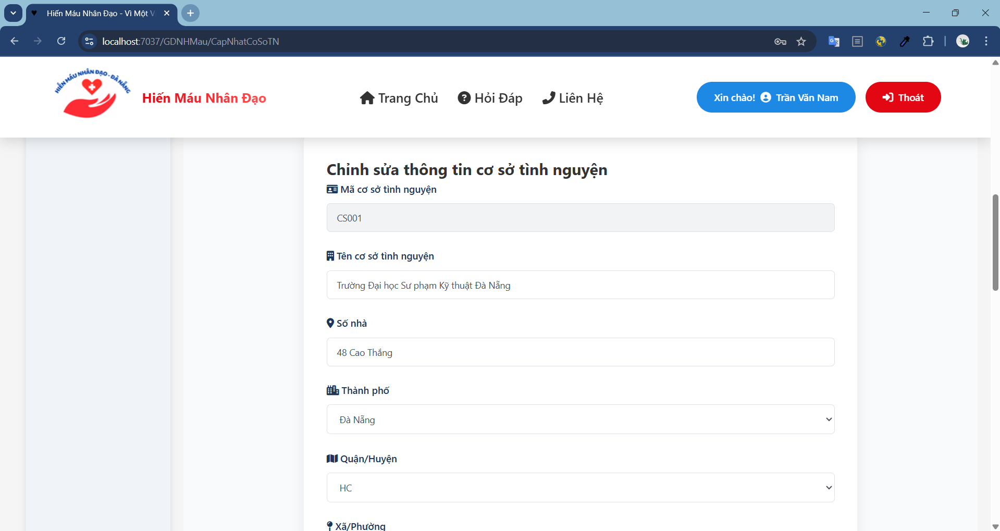 Hiến Máu Nhân Đạo - Vì Một V
localhost:7037/GDNHMau/CapNhatCoSoTN
HIẾN MÁU NHÂN ĐẠO - ĐÀ NẴNG
Hiến Máu Nhân Đạo
Trang Chủ
Hỏi Đáp
Liên Hệ
Xin chào! Trần Văn Nam
Thoát
Chỉnh sửa thông tin cơ sở tình nguyện
Mã cơ sở tình nguyện
CS001
Tên cơ sở tình nguyện
Trường Đại học Sư phạm Kỹ thuật Đà Nẵng
Số nhà
48 Cao Thắng
Thành phố
Đà Nẵng
Quận/Huyện
HC
Xã/Phường